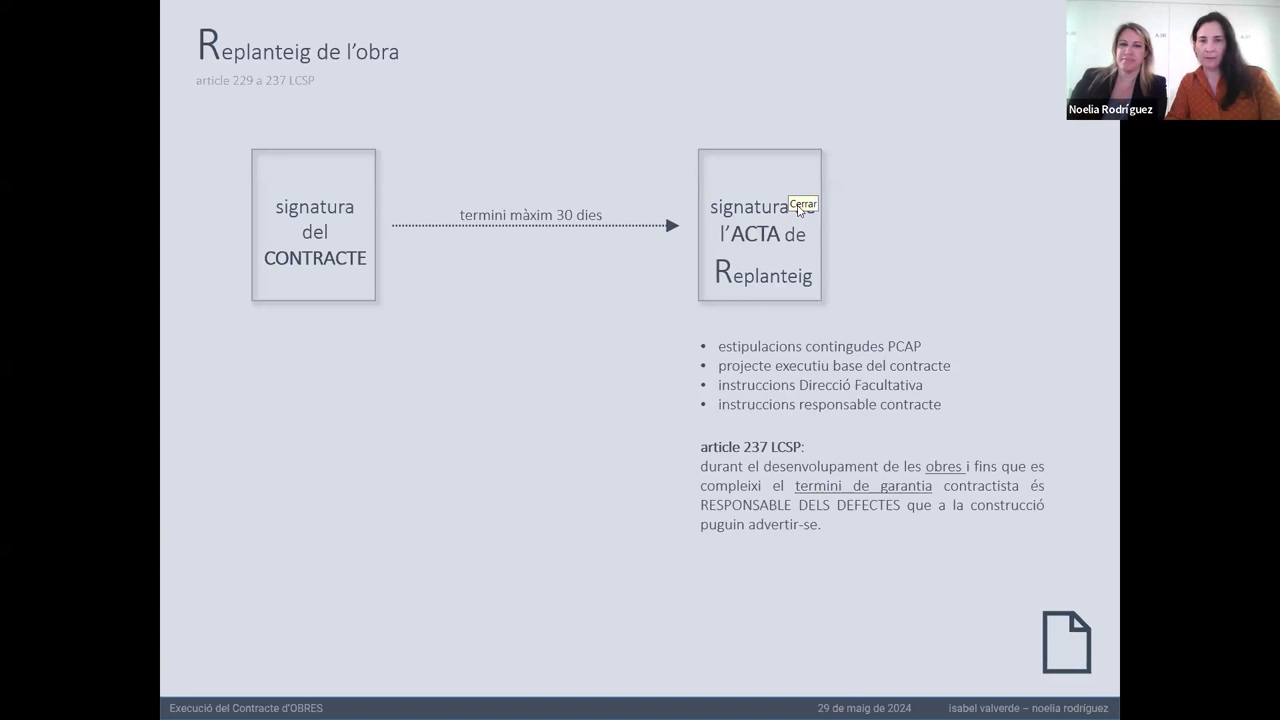 Replanteig de l'obra
article 229 a 237 LCSP
Noelia Rodríguez
signatura
del
CONTRACTE
termini màxim 30 dies
signatura
Cerrar
l'ACTA de
Replanteig
• estipulacions contingudes PCAP
• projecte executiu base del contracte
• instruccions Direcció Facultativa
• instruccions responsable contracte
article 237 LCSP:
durant el desenvolupament de les obres i fins que es
compleixi el termini de garantia contractista és
RESPONSABLE DELS DEFECTES que a la construcció
puguin advertir-se.
Execució del Contracte d'OBRES
29 de maig de 2024
isabel valverde – noelia rodríguez